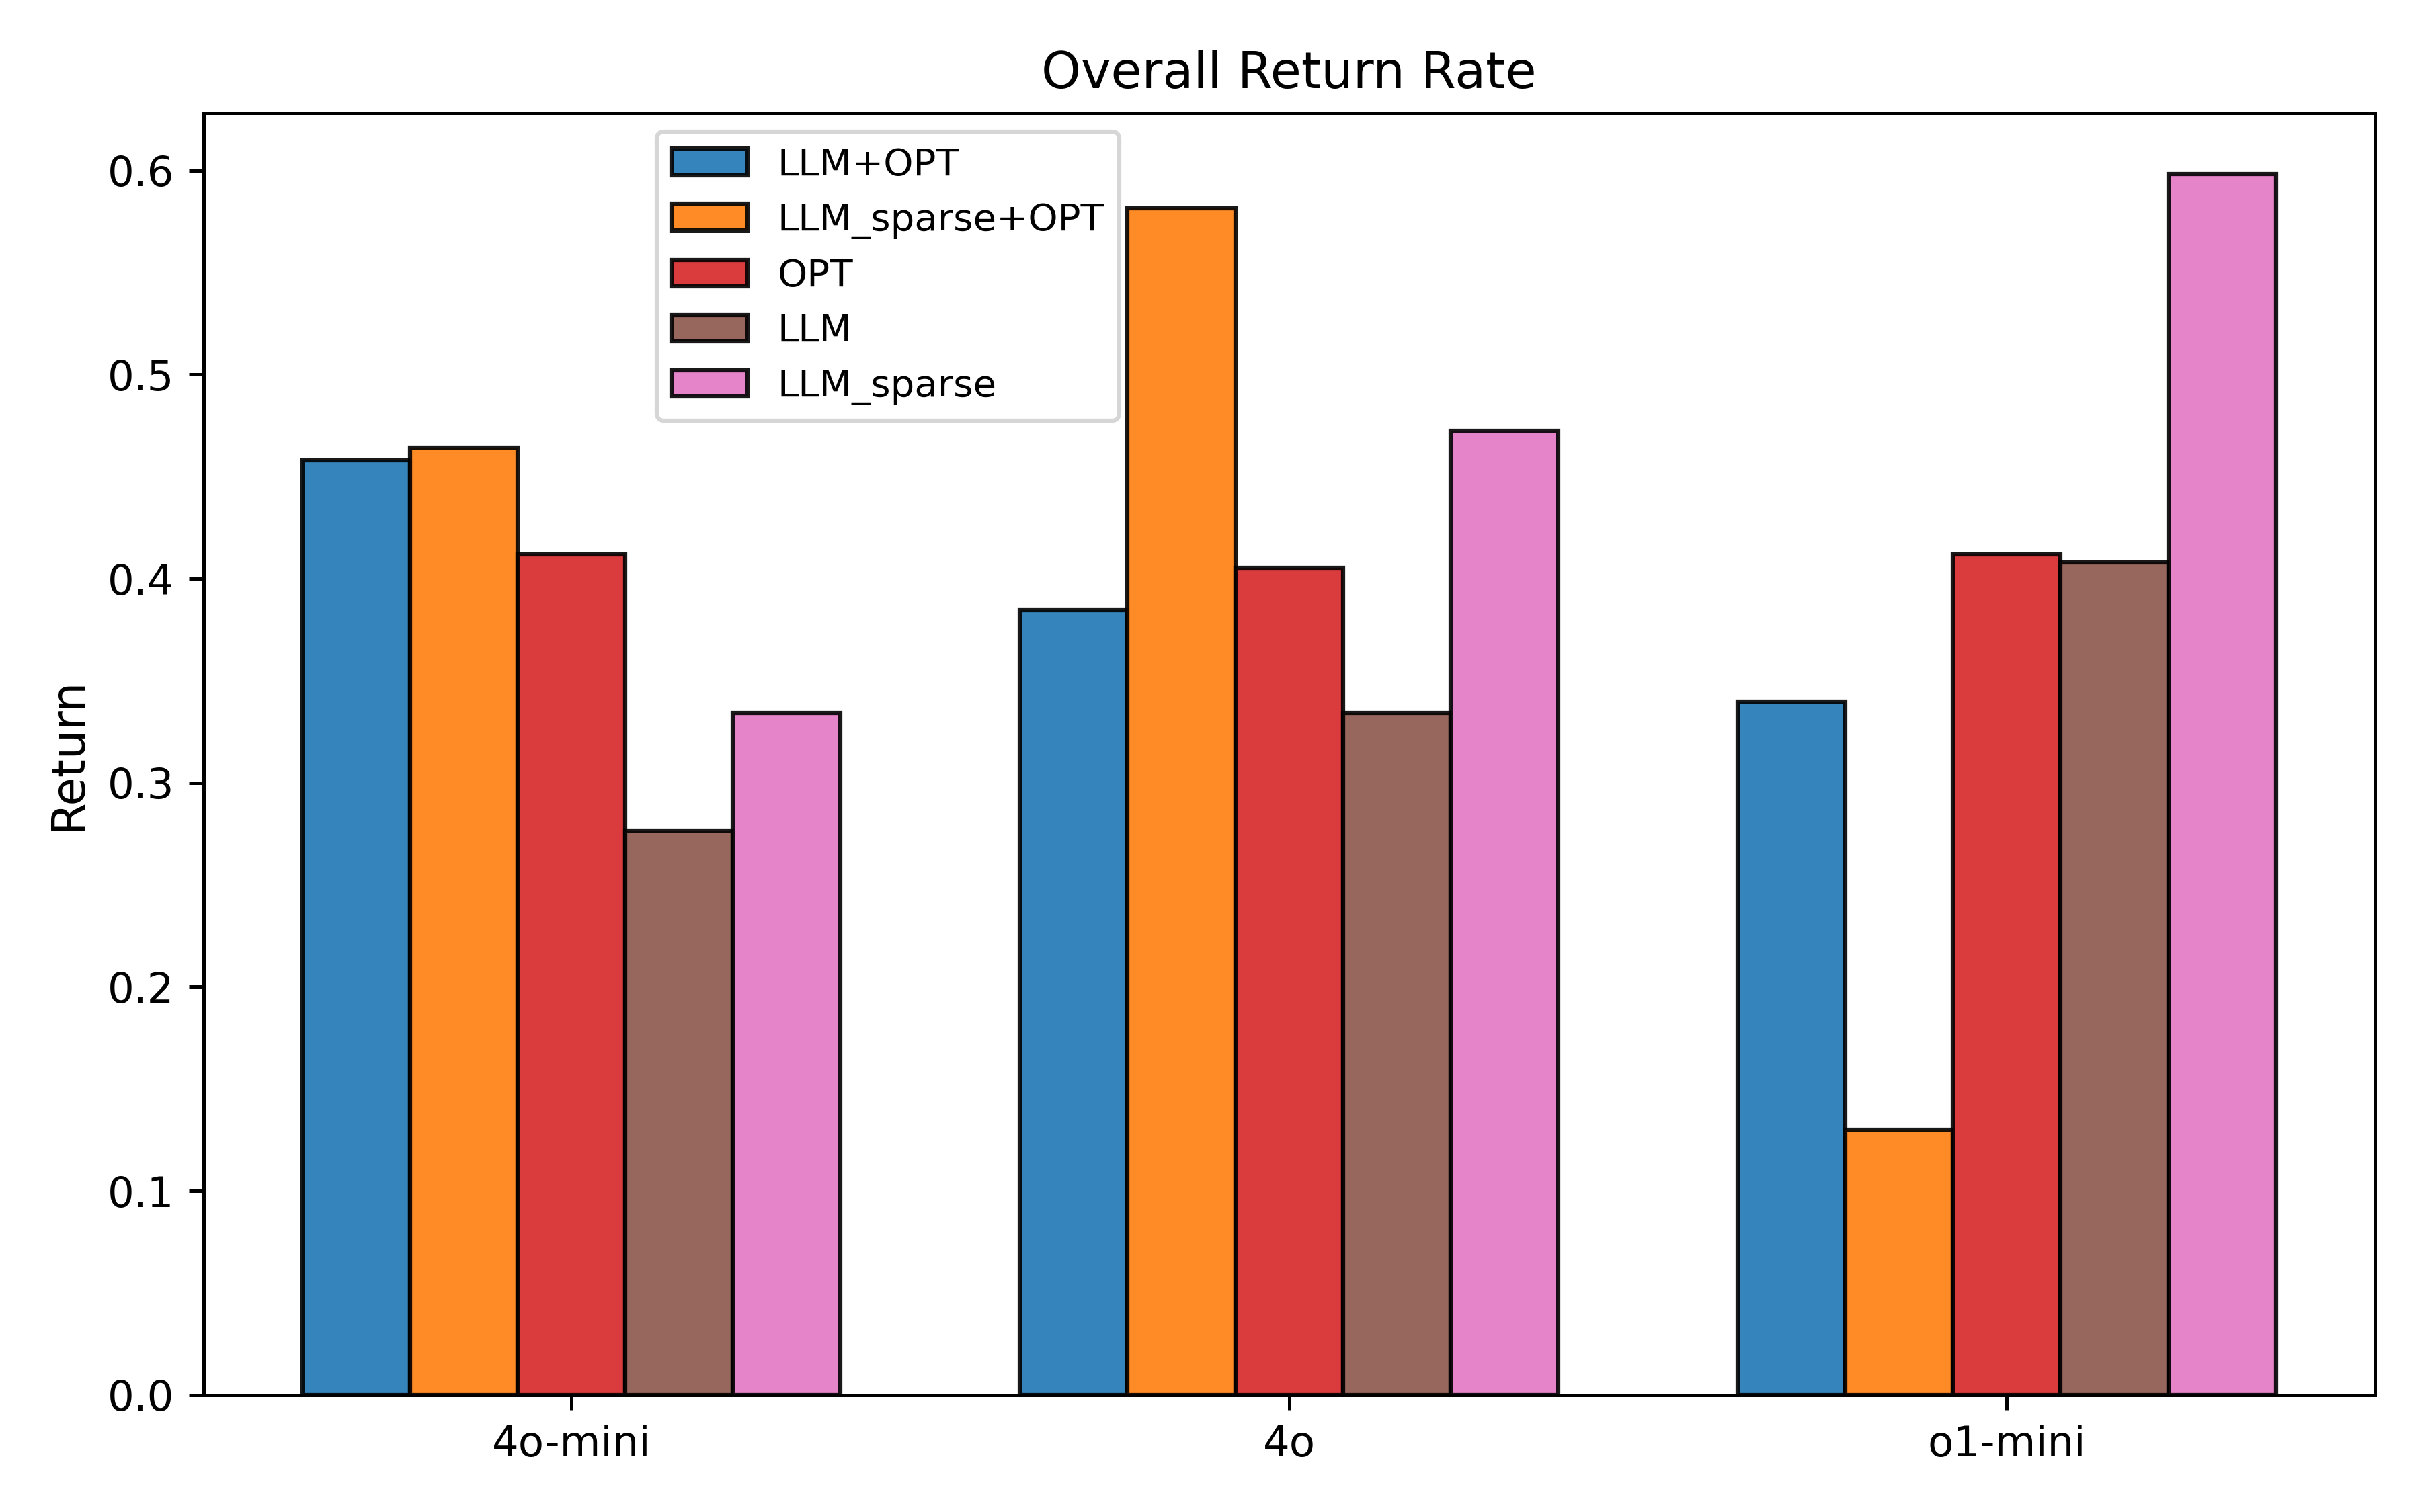 Overall Return Rate
LLM+OPT
LLM_sparse+OPT
OPT
LLM
LLM_sparse
Return
0.6
0.5
0.4
0.3
0.2
0.1
0.0
4o-mini
4o
o1-mini